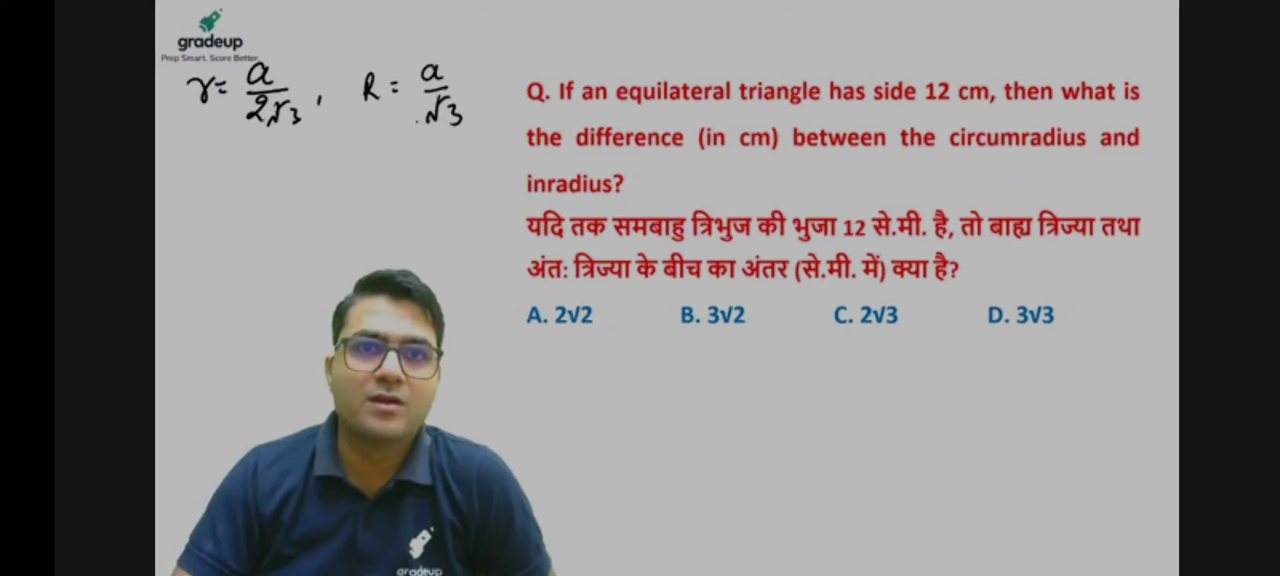 gradeup
Prep Smart. Score Better.
r = a/2√3 , R = a/√3
Q. If an equilateral triangle has side 12 cm, then what is
the difference (in cm) between the circumradius and
inradius?
यदि तक समबाहु त्रिभुज की भुजा 12 से.मी. है, तो बाह्य त्रिज्या तथा
अंत: त्रिज्या के बीच का अंतर (से.मी. में) क्या है?
A. 2√2 B. 3√2 C. 2√3 D. 3√3
gradeup